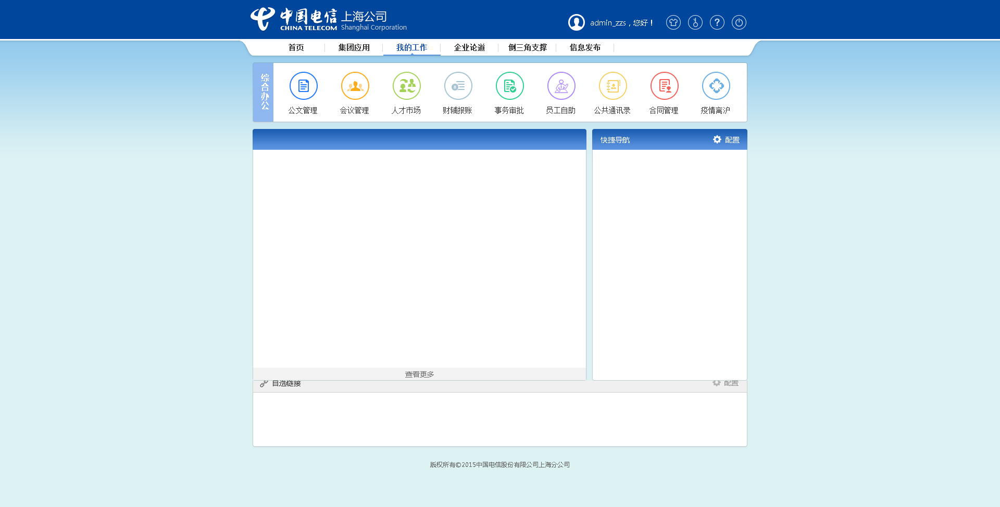 中国电信 上海公司
CHINA TELECOM Shanghai Corporation
admin_zzs，您好！
首页
集团应用
我的工作
企业论道
倒三角支撑
信息发布
综合办公
公文管理
会议管理
人才市场
财辅报账
事务审批
员工自助
公共通讯录
合同管理
疫情离沪
快捷导航
配置
查看更多
自选链接
配置
版权所有©2015中国电信股份有限公司上海分公司